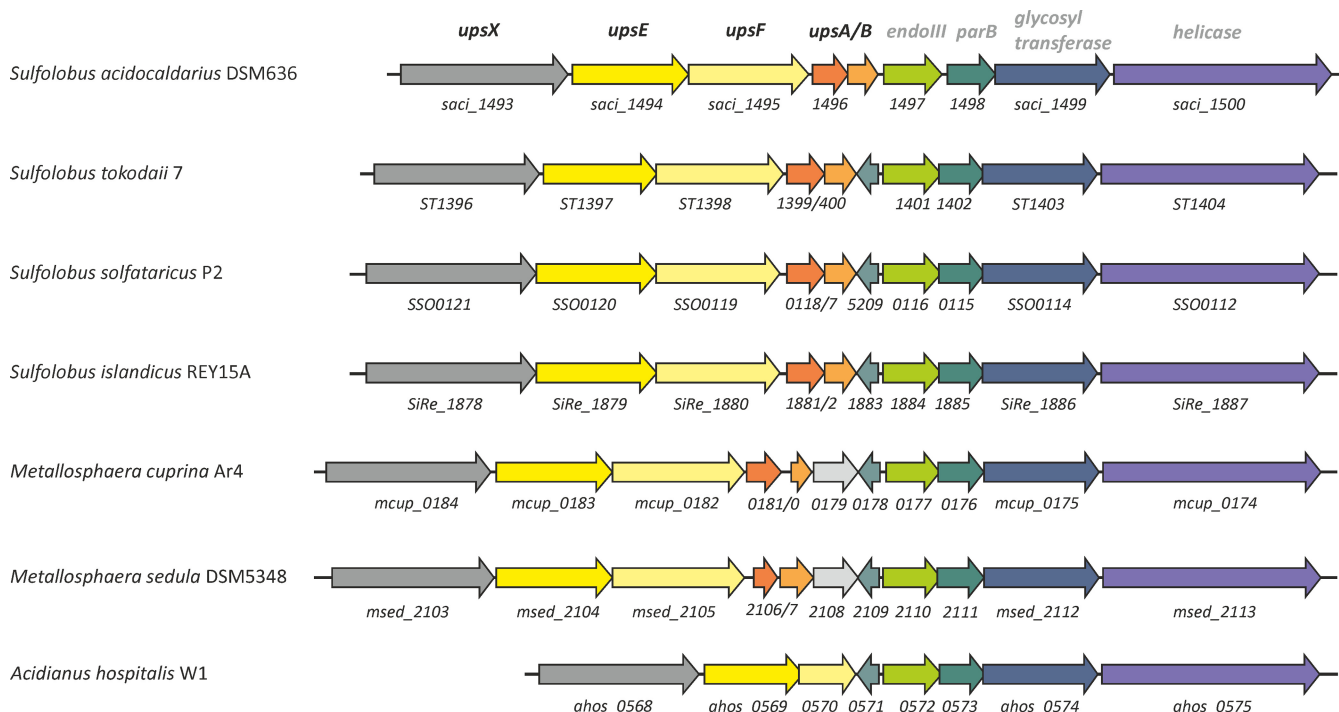 upsX upsE upsF upsA/B endoIII parB glycosyl transferase helicase
Sulfolobus acidocaldarius DSM636
saci_1493 saci_1494 saci_1495 1496 1497 1498 saci_1499 saci_1500
Sulfolobus tokodaii 7
ST1396 ST1397 ST1398 1399/400 1401 1402 ST1403 ST1404
Sulfolobus solfataricus P2
SSO0121 SSO0120 SSO0119 0118/7 5209 0116 0115 SSO0114 SSO0112
Sulfolobus islandicus REY15A
SiRe_1878 SiRe_1879 SiRe_1880 1881/2 1883 1884 1885 SiRe_1886 SiRe_1887
Metallosphaera cuprina Ar4
mcup_0184 mcup_0183 mcup_0182 0181/0 0179 0178 0177 0176 mcup_0175 mcup_0174
Metallosphaera sedula DSM5348
msed_2103 msed_2104 msed_2105 2106/7 2108 2109 2110 2111 msed_2112 msed_2113
Acidianus hospitalis W1
ahos_0568 ahos_0569 0570 0571 0572 0573 ahos_0574 ahos_0575